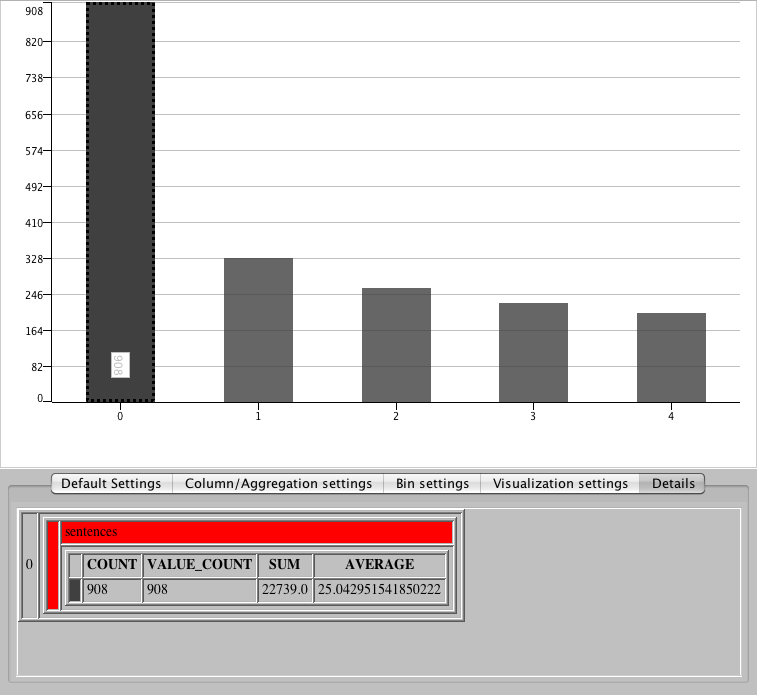 908
820
738
656
574
492
410
328
246
164
82
0
908
0 1 2 3 4
Default Settings Column/Aggregation settings Bin settings Visualization settings Details
sentences
COUNT VALUE_COUNT SUM AVERAGE
0
908 908 22739.0 25.042951541850222